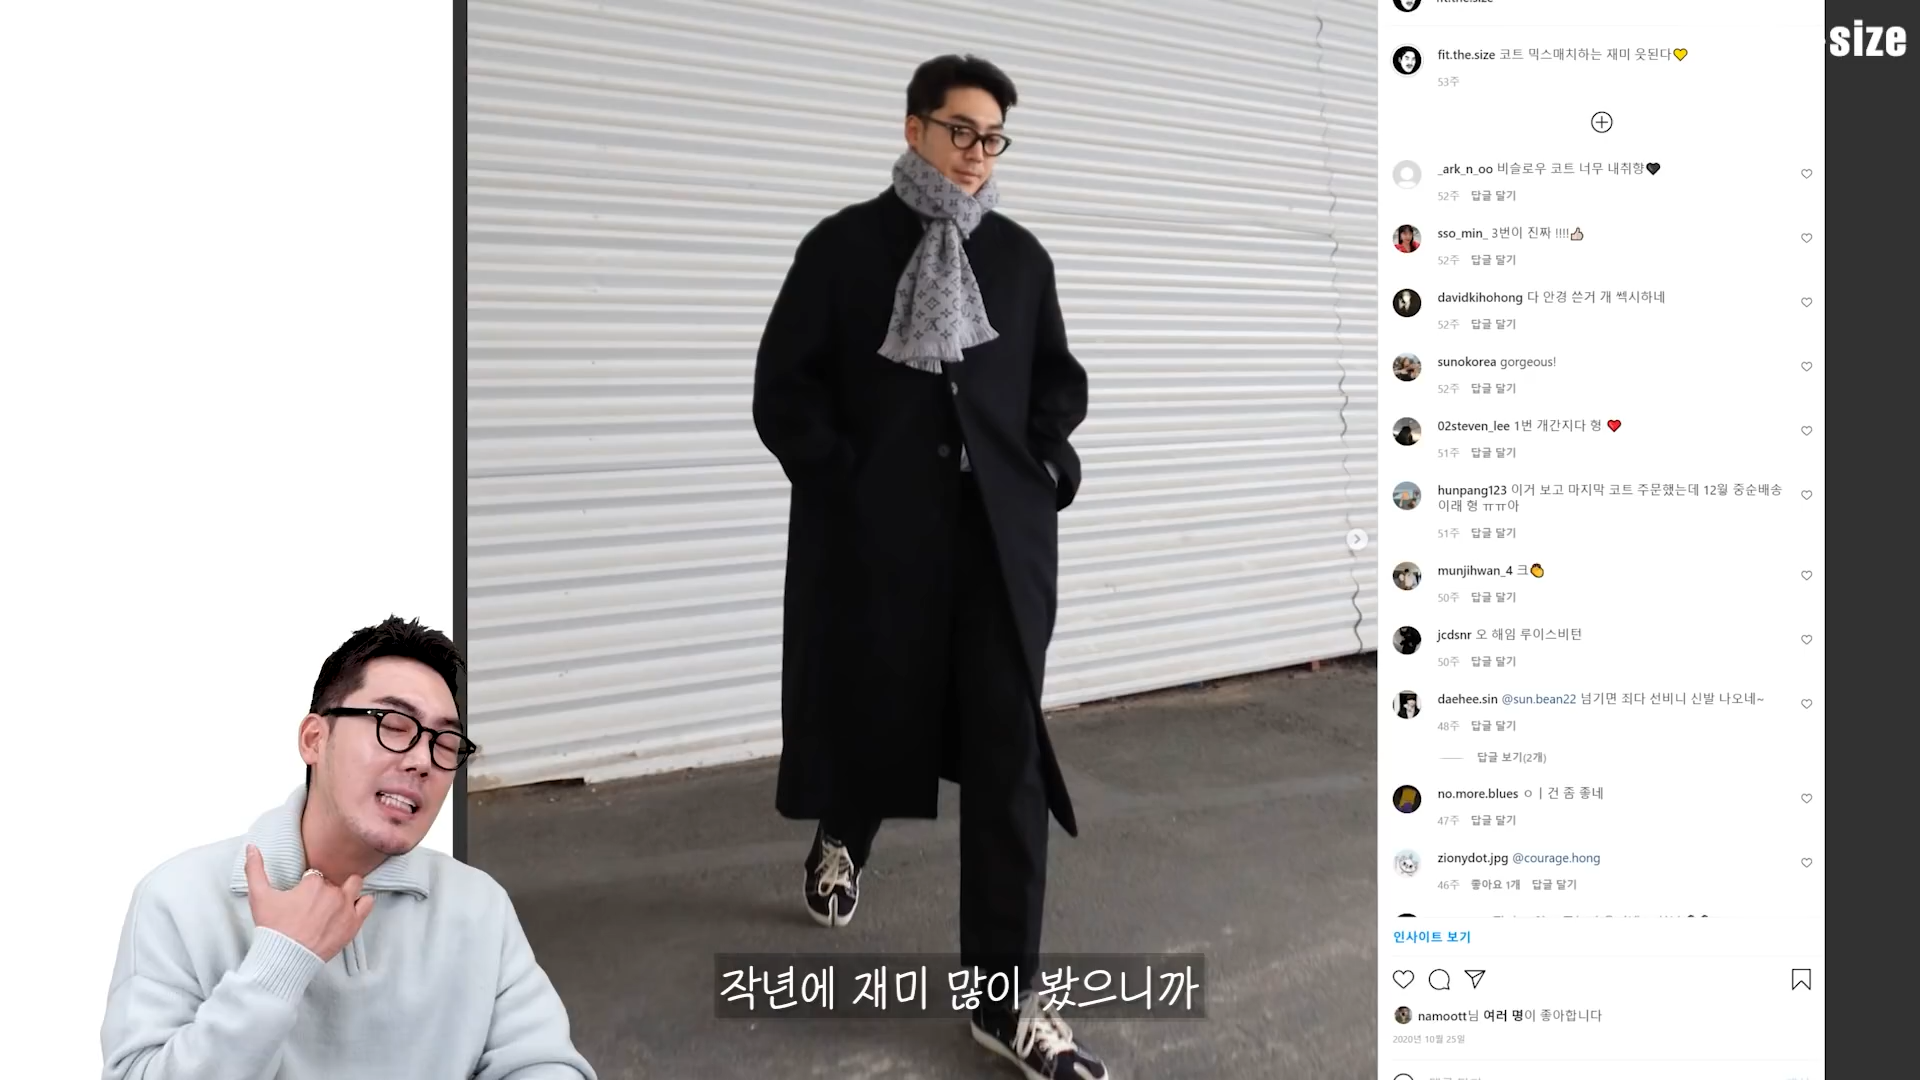 size
fit.the.size 코트 믹스매치하는 재미 웃된다💛
53주
_ark_n_oo 비슬로우 코트 너무 내취향🖤
52주 답글 달기
sso_min_ 3번이 진짜 !!!!👍🏻
52주 답글 달기
davidkihohong 다 안경 쓴거 개 쎅시하네
52주 답글 달기
sunokorea gorgeous!
52주 답글 달기
02steven_lee 1번 개간지다 형 ❤️
51주 답글 달기
hunpang123 이거 보고 마지막 코트 주문했는데 12월 중순배송
이래 형 ㅠㅠ아
51주 답글 달기
munjihwan_4 크👏
50주 답글 달기
jcdsnr 오 해임 루이스비턴
50주 답글 달기
daehee.sin @sun.bean22 넘기면 죄다 선비니 신발 나오네~
48주 답글 달기
답글 보기(2개)
no.more.blues ㅇㅣ건 좀 좋네
47주 답글 달기
zionydot.jpg @courage.hong
46주 좋아요 1개 답글 달기
인사이트 보기
namoott님 여러 명이 좋아합니다
2020년 10월 25일
작년에 재미 많이 봤으니까